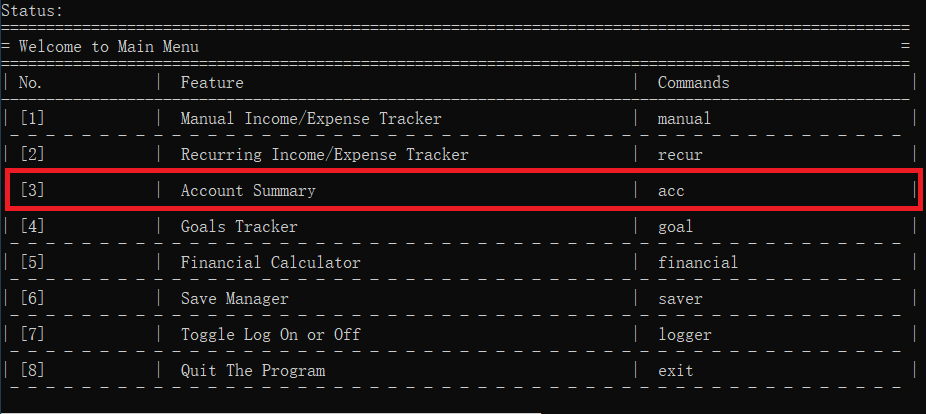 Status:
= Welcome to Main Menu =
| No. | Feature | Commands |
| [1] | Manual Income/Expense Tracker | manual |
| [2] | Recurring Income/Expense Tracker | recur |
| [3] | Account Summary | acc |
| [4] | Goals Tracker | goal |
| [5] | Financial Calculator | financial |
| [6] | Save Manager | saver |
| [7] | Toggle Log On or Off | logger |
| [8] | Quit The Program | exit |